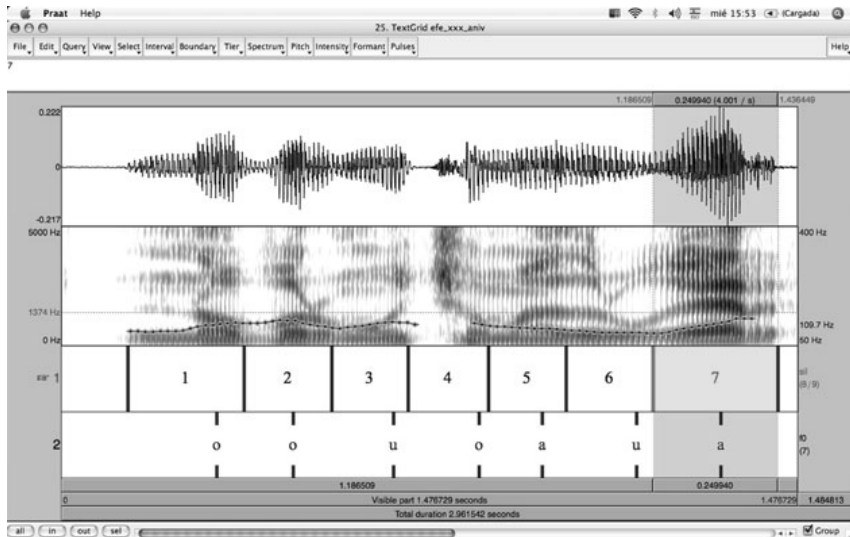 Praat Help mié 15:53 (Cargada)
25. TextGrid efe_xxx_aniv
File Edit Query View Select Interval Boundary Tier Spectrum Pitch Intensity Formant Pulses Help
7
1.186509 0.249940 (4.001 / s) 1.436449
0.222
0
-0.217
5000 Hz 400 Hz
1374 Hz
109.7 Hz
0 Hz 50 Hz
1 1 2 3 4 5 6 7 sil
(8/9)
2 o o u o a u a f0
(7)
1.186509 0.249940
0 Visible part 1.476729 seconds 1.476729 1.484813
Total duration 2.961542 seconds
all in out sel Group